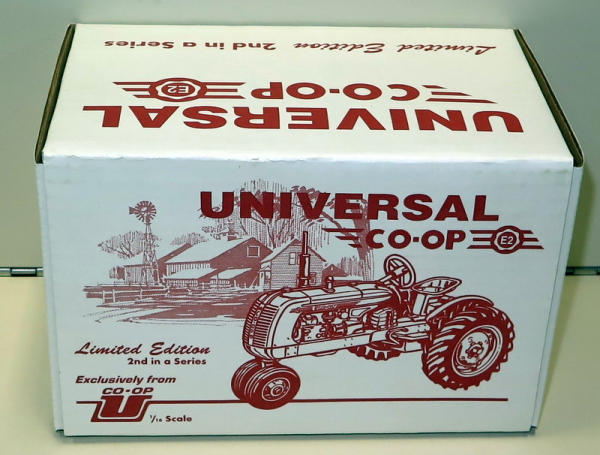 Limited Edition 2nd in a Series
CO-OP E2
UNIVERSAL
UNIVERSAL
CO-OP E2
Limited Edition
2nd in a Series
Exclusively from
CO-OP
U
1/16 Scale